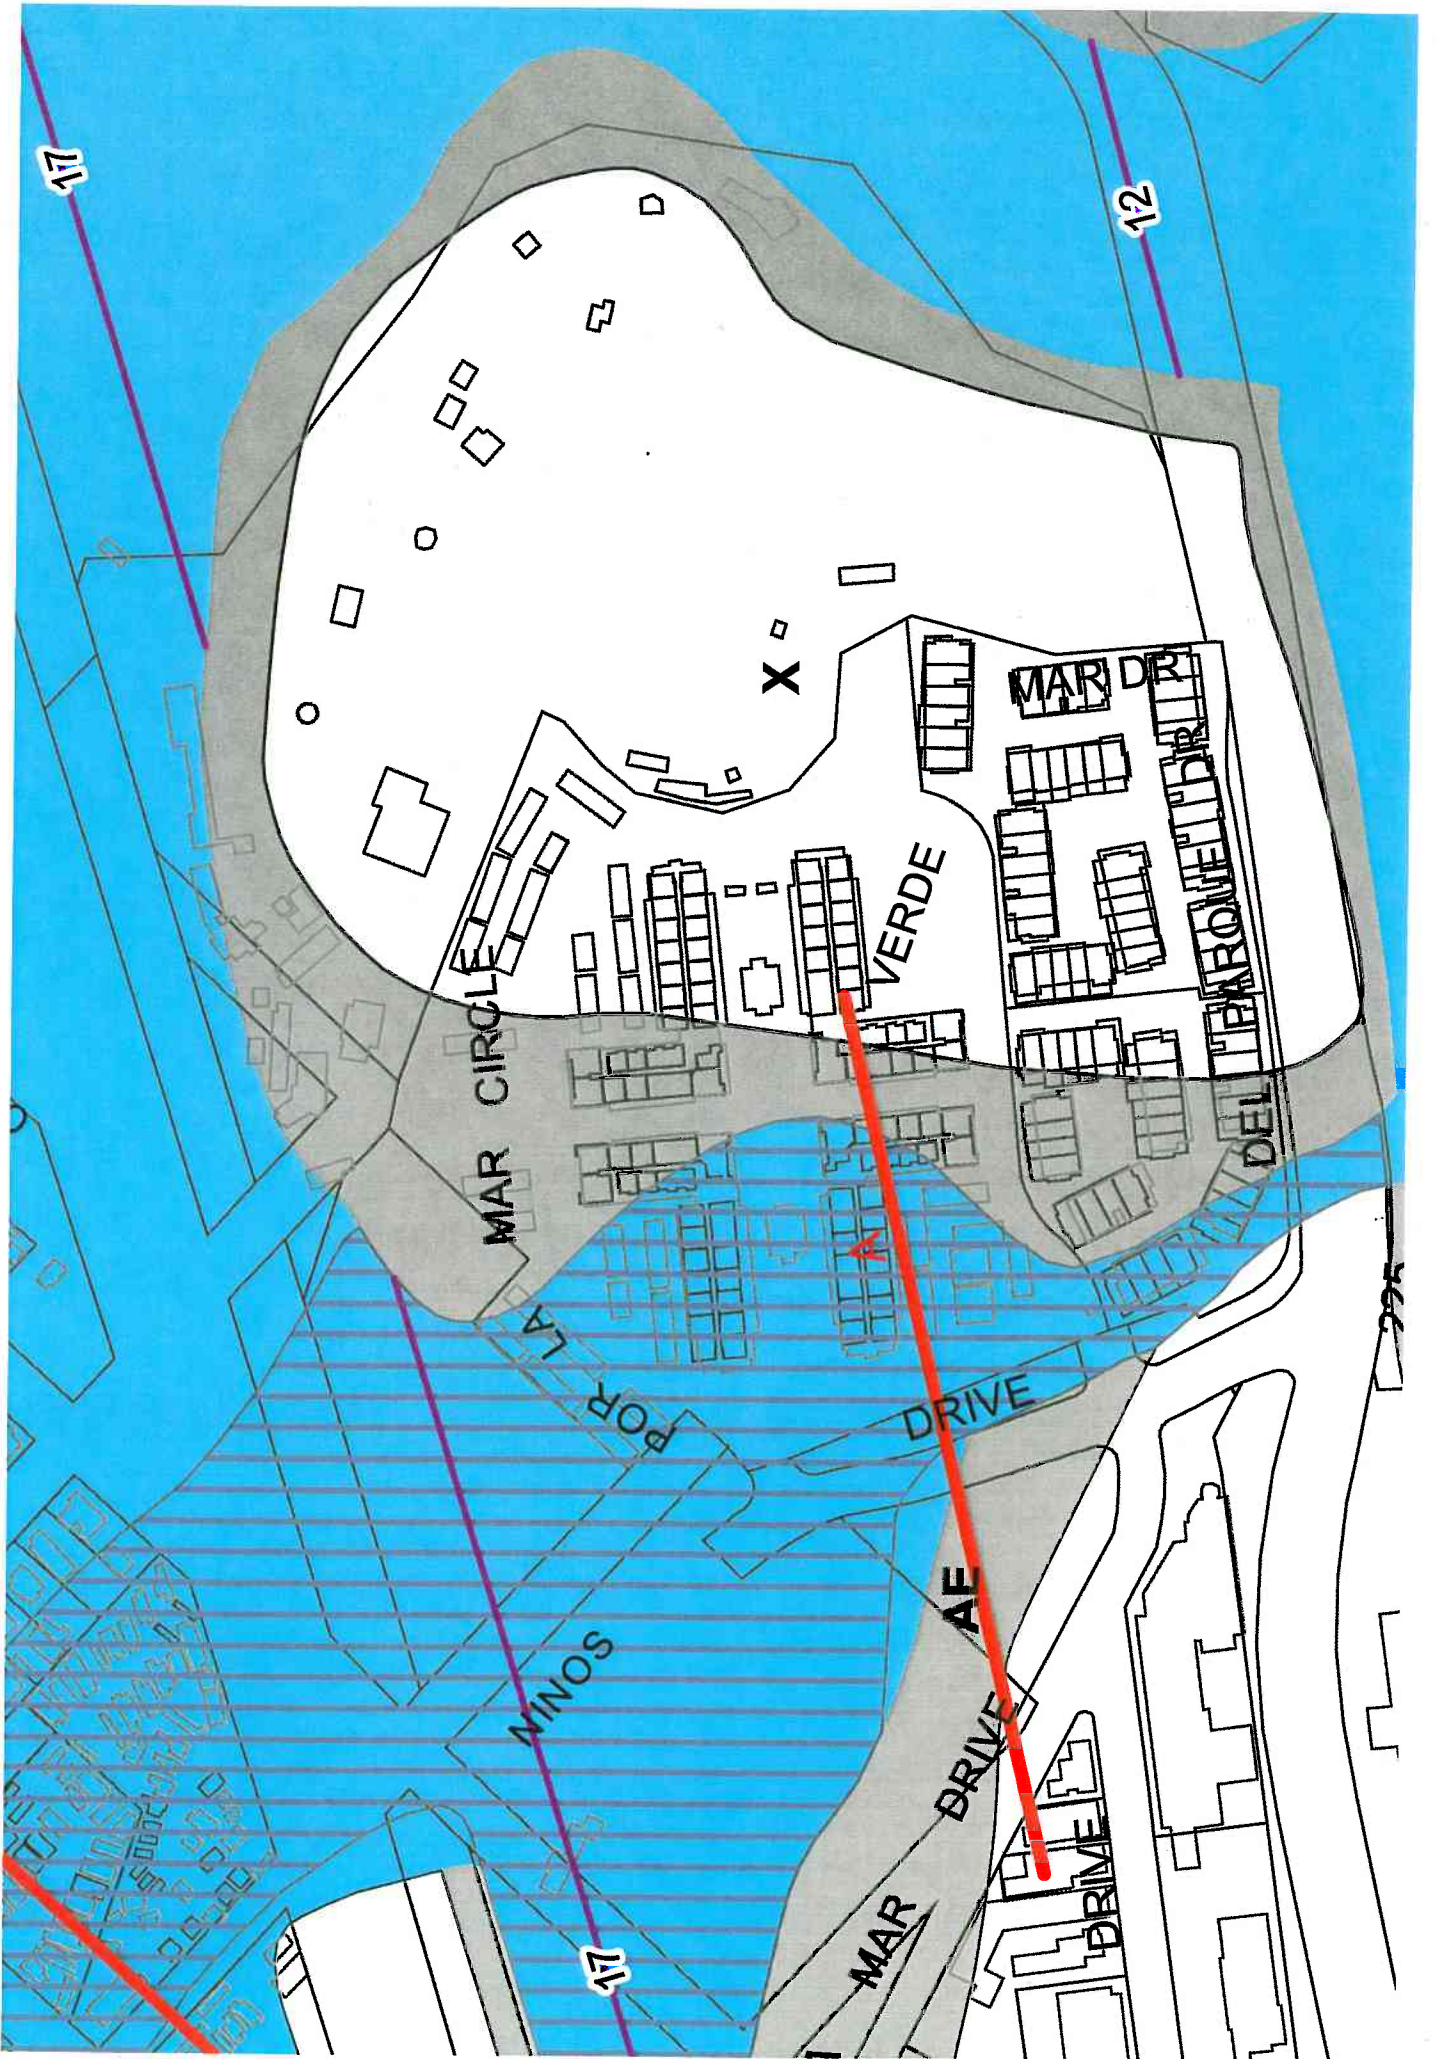 17
12
X
MAR DR
DR
PARQUE
DEL
VERDE
MAR CIRCLE
LA
POR
A
DRIVE
AE
NINOS
DRIVE
MAR
DRIVE
17